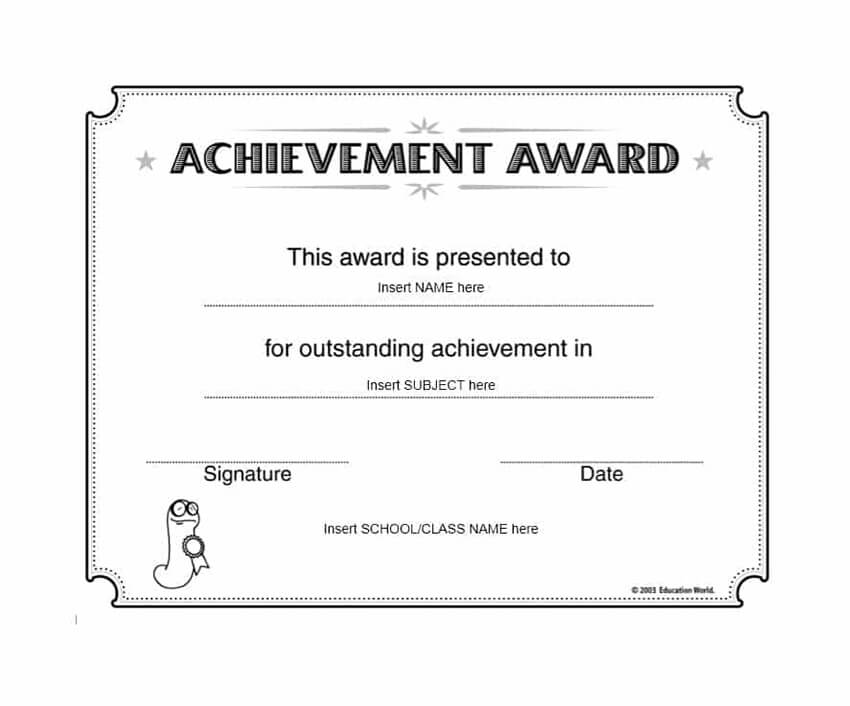 ACHIEVEMENT AWARD
This award is presented to
Insert NAME here
for outstanding achievement in
Insert SUBJECT here
Signature
Date
Insert SCHOOL/CLASS NAME here
© 2003 Education World.